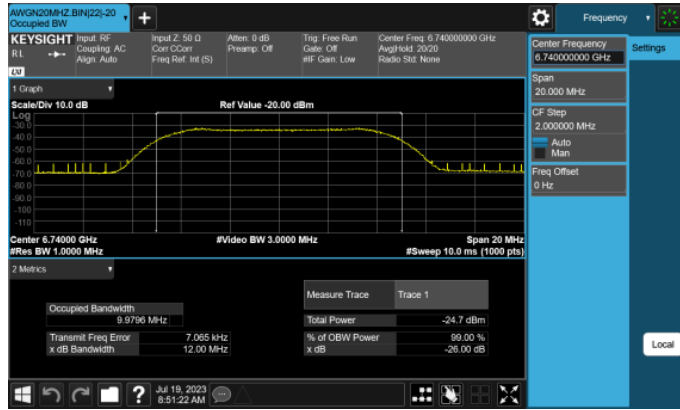 AWGN20MHZ.BIN|22|-20
Occupied BW
Frequency
KEYSIGHT
Input: RF
Coupling: AC
Align: Auto
Input Z: 50 Ω
Corr CCorr
Freq Ref: Int (S)
Atten: 0 dB
Preamp: Off
Trig: Free Run
Gate: Off
#IF Gain: Low
Center Freq: 6.740000000 GHz
Avg|Hold: 20/20
Radio Std: None
R L
LXI
Center Frequency
6.740000000 GHz
Settings
Span
20.000 MHz
CF Step
2.000000 MHz
Auto
Man
Freq Offset
0 Hz
Local
1 Graph
Scale/Div 10.0 dB
Ref Value -20.00 dBm
Log
-30.0
-40.0
-50.0
-60.0
-70.0
-80.0
-90.0
-100
-110
Center 6.74000 GHz
#Video BW 3.0000 MHz
Span 20 MHz
#Res BW 1.0000 MHz
#Sweep 10.0 ms (1000 pts)
2 Metrics
Measure Trace
Trace 1
Occupied Bandwidth
9.9796 MHz
Total Power
-24.7 dBm
Transmit Freq Error
7.065 kHz
% of OBW Power
99.00 %
x dB Bandwidth
12.00 MHz
x dB
-26.00 dB
?
Jul 19, 2023
8:51:22 AM